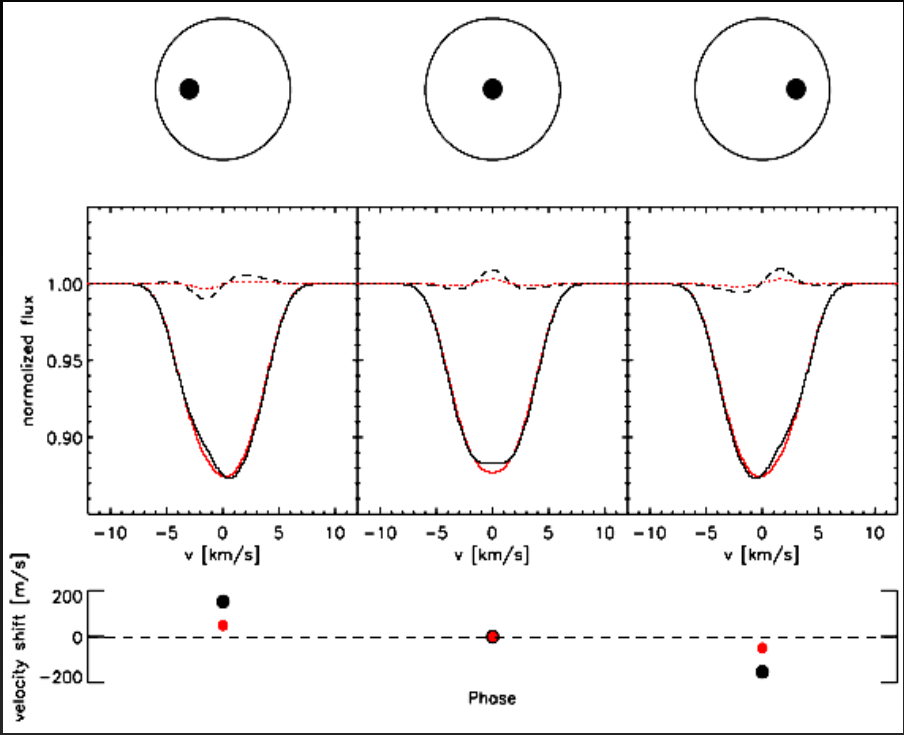 normalized flux
1.00
0.95
0.90
-10 -5 0 5 10 -10 -5 0 5 10 -10 -5 0 5 10
v [km/s] v [km/s] v [km/s]
velocity shift [m/s]
200
0
-200
Phase